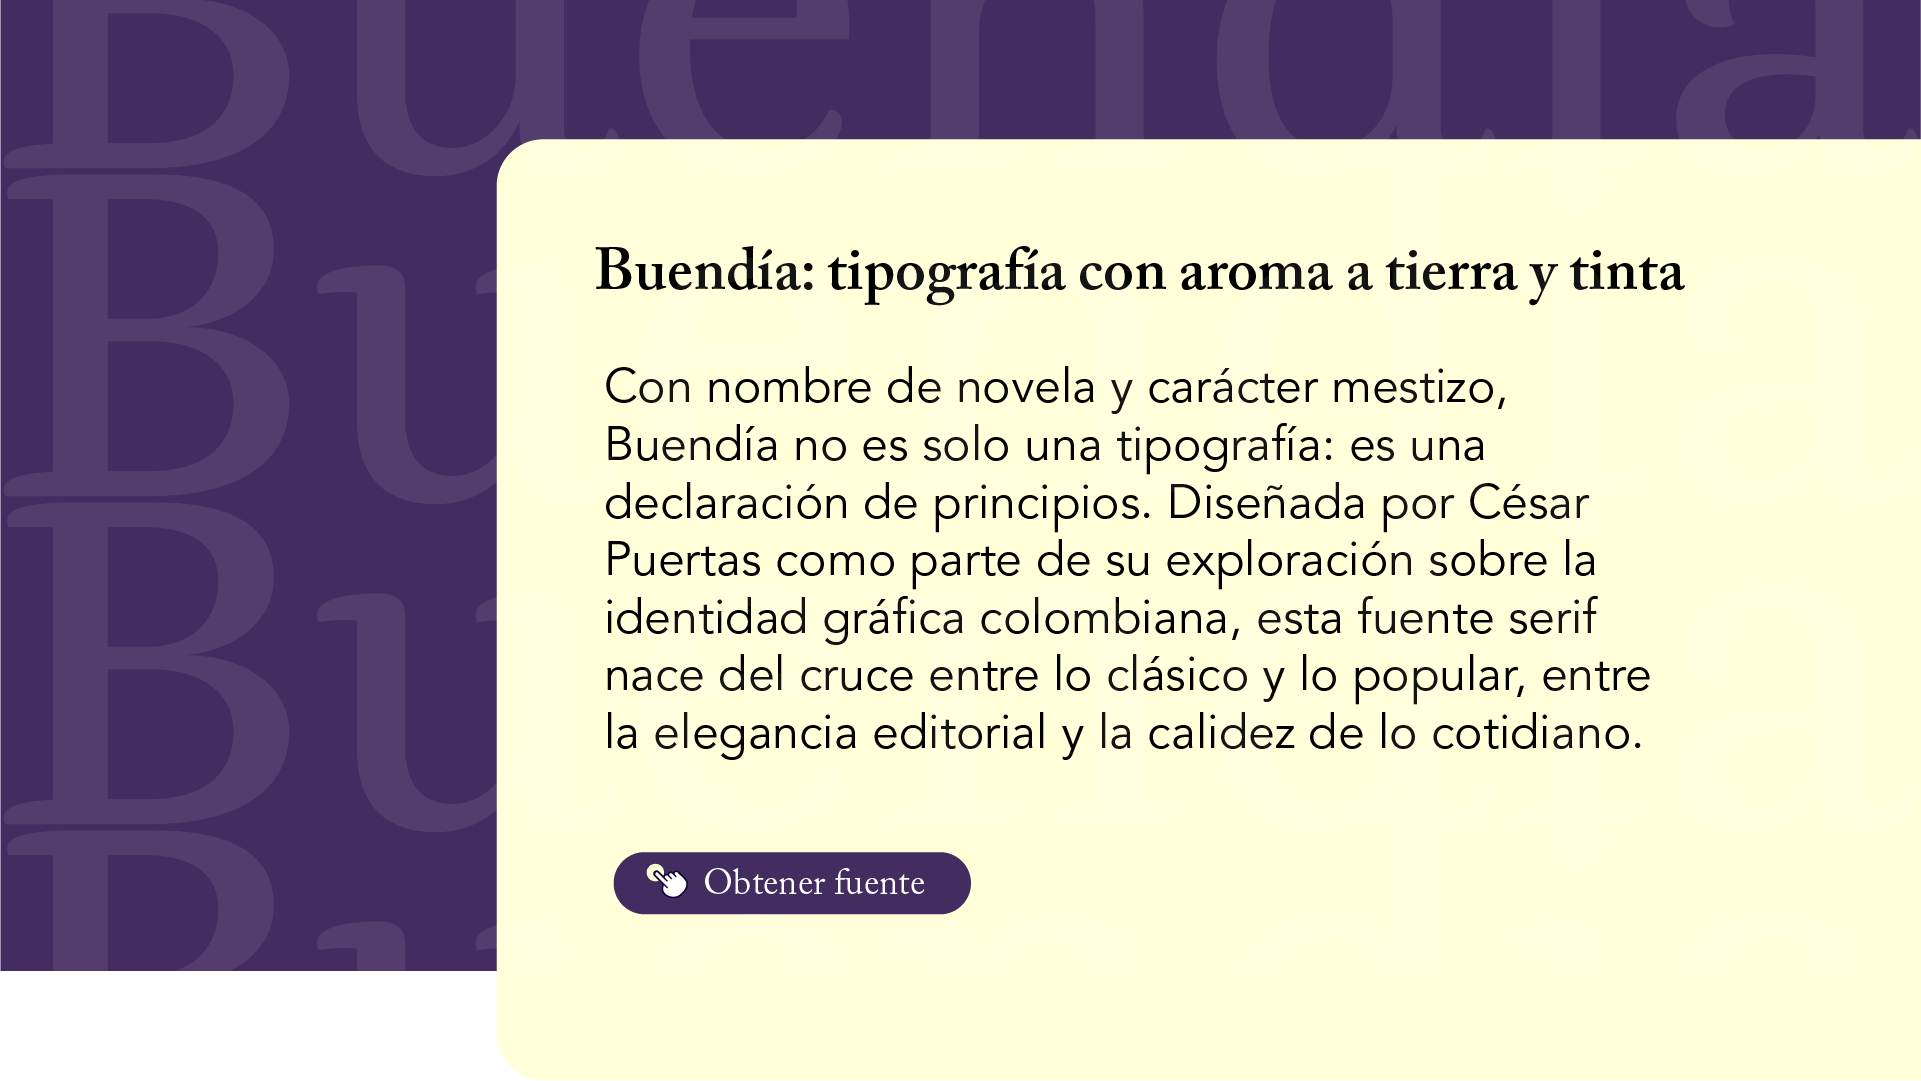 Buendía
Buendía: tipografía con aroma a tierra y tinta
Con nombre de novela y carácter mestizo,
Buendía no es solo una tipografía: es una
declaración de principios. Diseñada por César
Puertas como parte de su exploración sobre la
identidad gráfica colombiana, esta fuente serif
nace del cruce entre lo clásico y lo popular, entre
la elegancia editorial y la calidez de lo cotidiano.
Obtener fuente
Bu
Bu